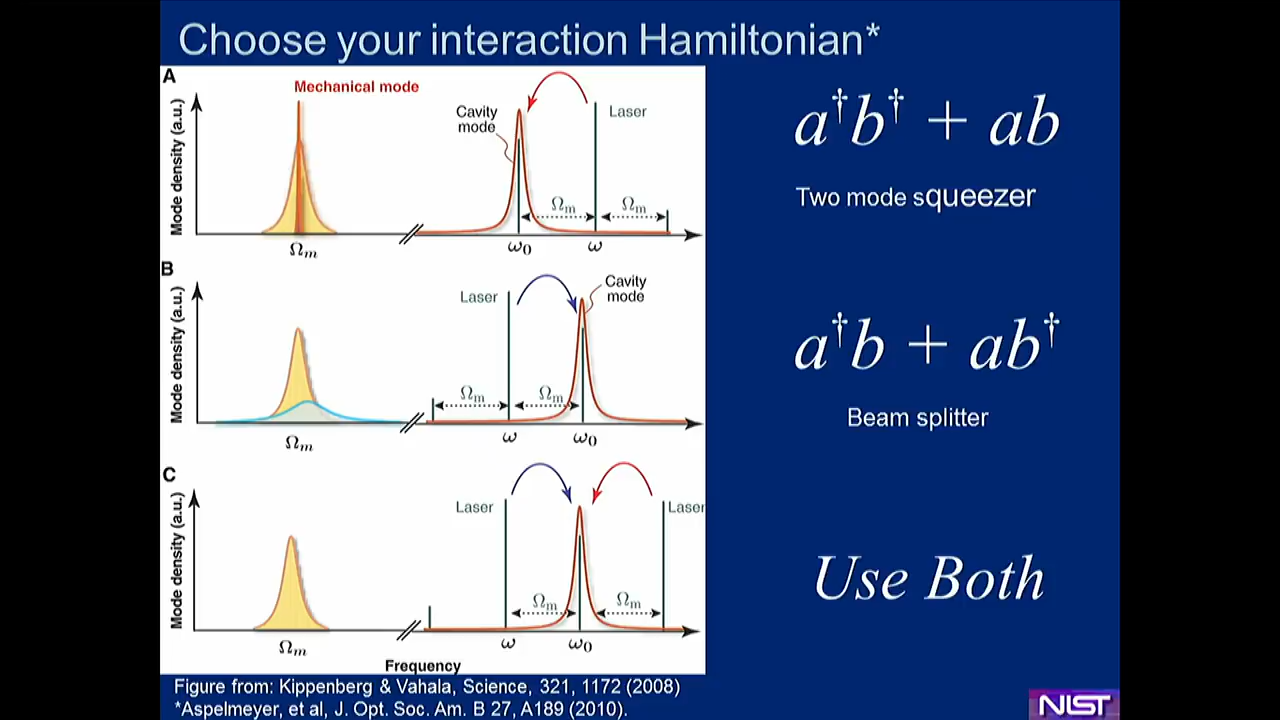 Choose your interaction Hamiltonian*
A
Mechanical mode
Mode density (a.u.)
Cavity
mode
Laser
Ωm
Ωm
Ωm
ω0
ω
a†b† + ab
Two mode squeezer
B
Mode density (a.u.)
Laser
Cavity
mode
Ωm
Ωm
Ωm
ω
ω0
a†b + ab†
Beam splitter
C
Mode density (a.u.)
Laser
Laser
Ωm
Ωm
Ωm
ω
ω0
Frequency
Use Both
Figure from: Kippenberg & Vahala, Science, 321, 1172 (2008)
*Aspelmeyer, et al, J. Opt. Soc. Am. B 27, A189 (2010).
NIST